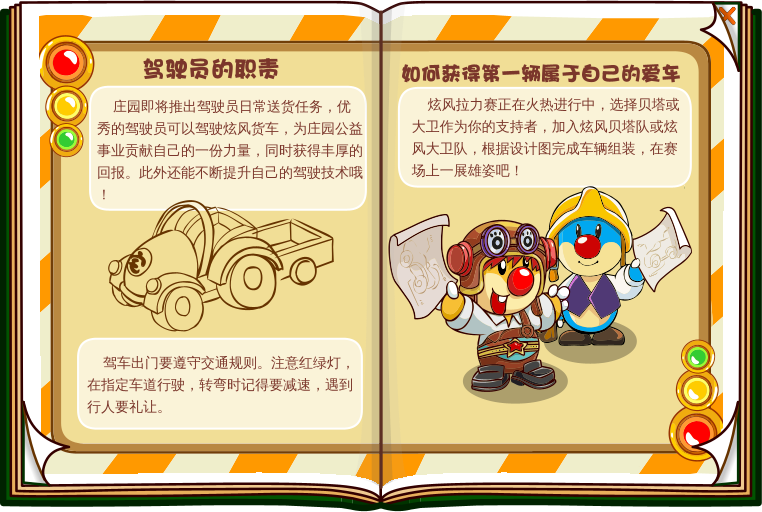 驾驶员的职责
庄园即将推出驾驶员日常送货任务，优
秀的驾驶员可以驾驶炫风货车，为庄园公益
事业贡献自己的一份力量，同时获得丰厚的
回报。此外还能不断提升自己的驾驶技术哦
！
驾车出门要遵守交通规则。注意红绿灯，
在指定车道行驶，转弯时记得要减速，遇到
行人要礼让。
如何获得第一辆属于自己的爱车
炫风拉力赛正在火热进行中，选择贝塔或
大卫作为你的支持者，加入炫风贝塔队或炫
风大卫队，根据设计图完成车辆组装，在赛
场上一展雄姿吧！